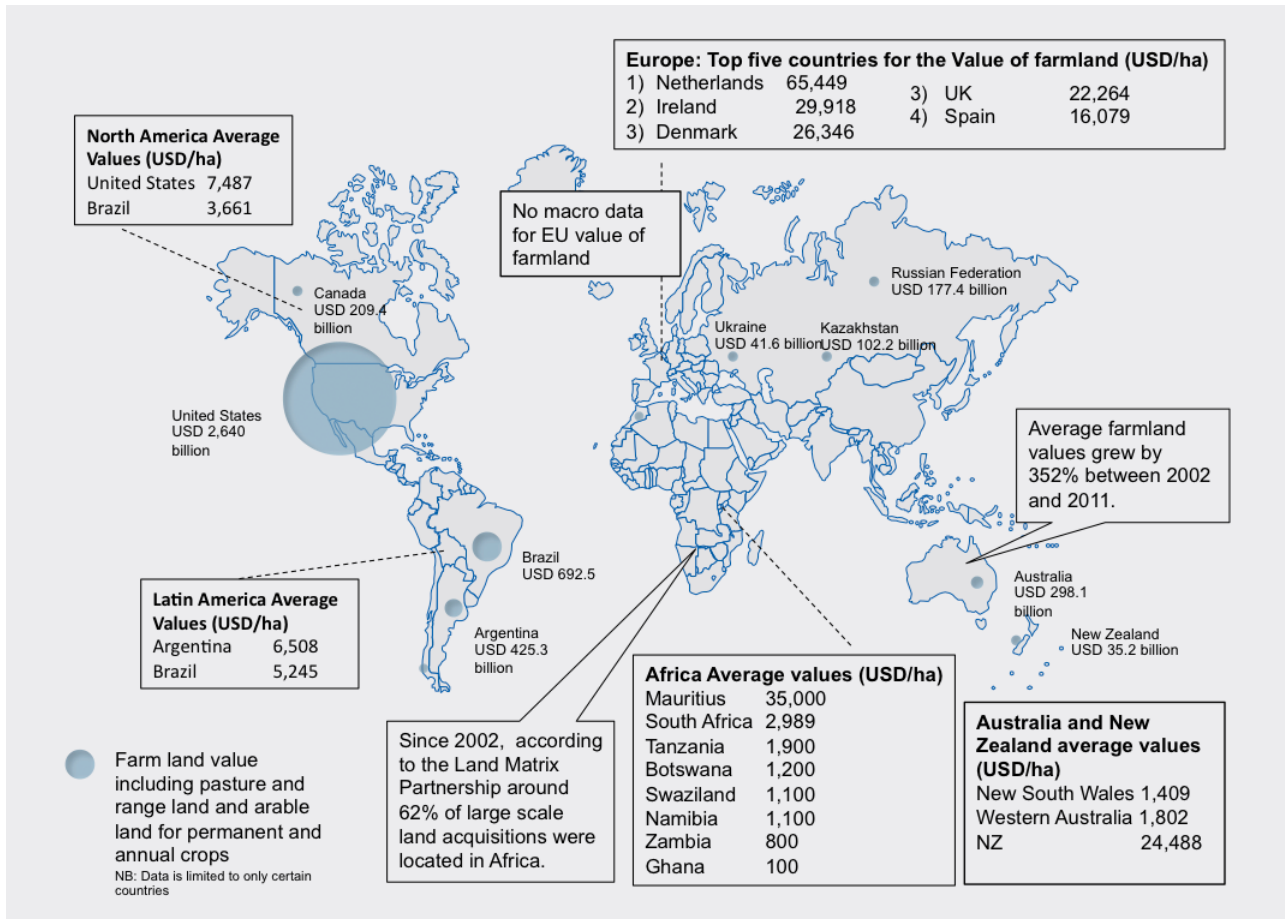 Europe: Top five countries for the Value of farmland (USD/ha)
1) Netherlands 65,449
2) Ireland 29,918
3) Denmark 26,346
3) UK 22,264
4) Spain 16,079
North America Average
Values (USD/ha)
United States 7,487
Brazil 3,661
No macro data
for EU value of
farmland
Canada
USD 209.4
billion
Russian Federation
USD 177.4 billion
Ukraine
USD 41.6 billion
Kazakhstan
USD 102.2 billion
United States
USD 2,640
billion
Average farmland
values grew by
352% between 2002
and 2011.
Brazil
USD 692.5
Australia
USD 298.1
billion
Latin America Average
Values (USD/ha)
Argentina 6,508
Brazil 5,245
Argentina
USD 425.3
billion
New Zealand
USD 35.2 billion
Africa Average values (USD/ha)
Mauritius 35,000
South Africa 2,989
Tanzania 1,900
Botswana 1,200
Swaziland 1,100
Namibia 1,100
Zambia 800
Ghana 100
Australia and New
Zealand average values
(USD/ha)
New South Wales 1,409
Western Australia 1,802
NZ 24,488
Since 2002, according
to the Land Matrix
Partnership around
62% of large scale
land acquisitions were
located in Africa.
Farm land value
including pasture and
range land and arable
land for permanent and
annual crops
NB: Data is limited to only certain
countries